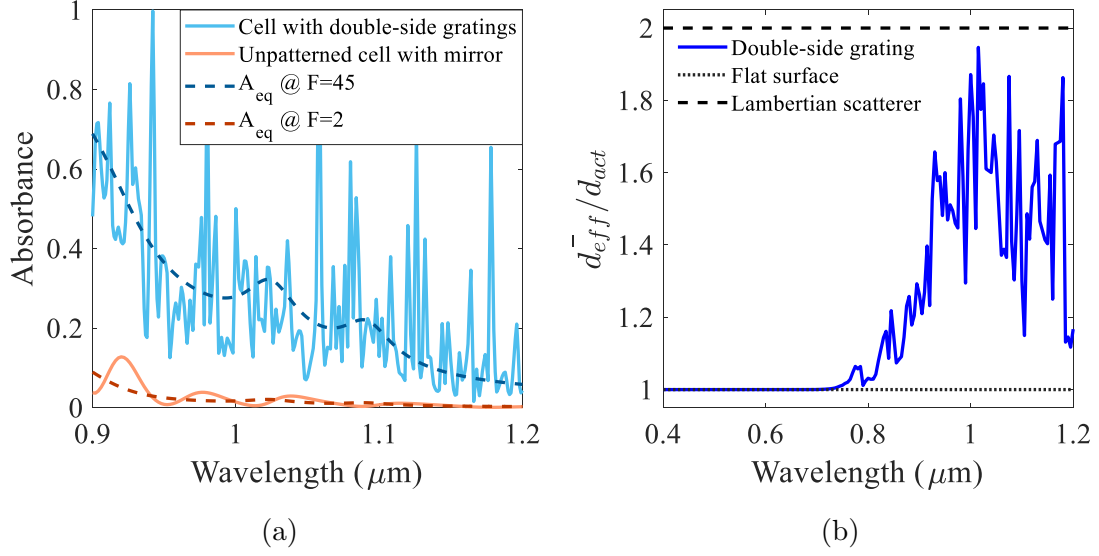 Cell with double-side gratings
Unpatterned cell with mirror
A_eq @ F=45
A_eq @ F=2
1
0.8
0.6
0.4
0.2
0
Absorbance
0.9 1 1.1 1.2
Wavelength (μm)
(a)
Double-side grating
Flat surface
Lambertian scatterer
2
1.8
1.6
1.4
1.2
1
d̄_eff/d_act
0.4 0.6 0.8 1 1.2
Wavelength (μm)
(b)